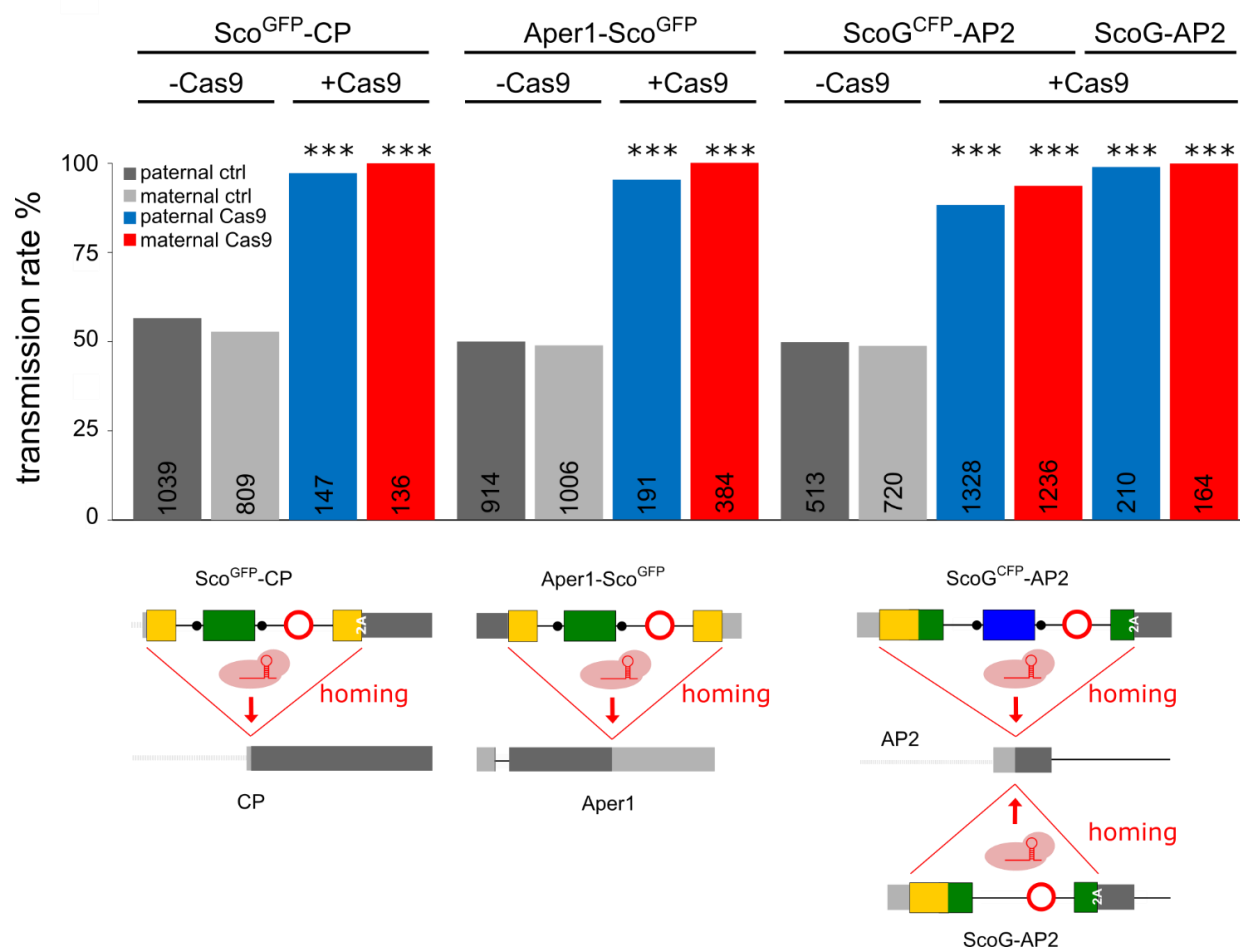 Sco^GFP-CP Aper1-Sco^GFP ScoG^CFP-AP2 ScoG-AP2
-Cas9 +Cas9 -Cas9 +Cas9 -Cas9 +Cas9
*** *** *** *** *** *** *** ***
transmission rate %
100
75
50
25
0
paternal ctrl
maternal ctrl
paternal Cas9
maternal Cas9
1039 809 147 136 914 1006 191 384 513 720 1328 1236 210 164
Sco^GFP-CP Aper1-Sco^GFP ScoG^CFP-AP2
2A 2A
homing homing homing
AP2
CP Aper1
homing
2A
ScoG-AP2